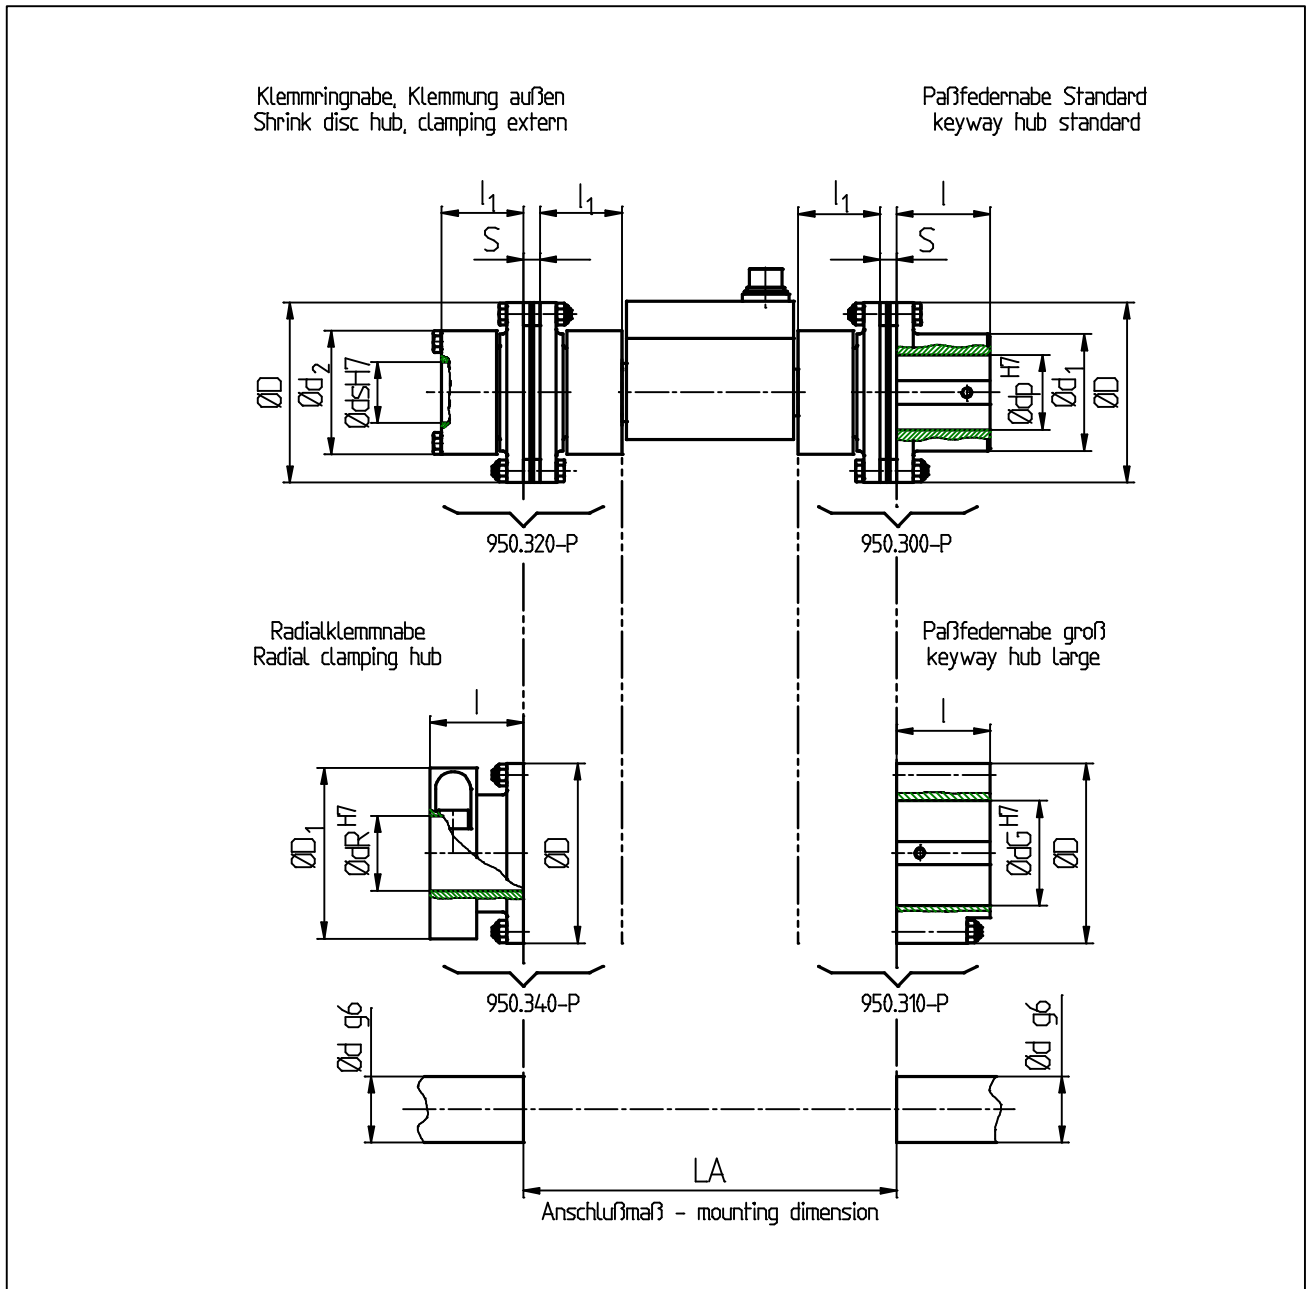 Klemmringnabe, Klemmung außen
Shrink disc hub, clamping extern
Paßfedernabe Standard
keyway hub standard
l1
l1
l1
l
S
S
ØD
Ød2
ØdsH7
ØdpH7
Ød1
ØD
950.320-P
950.300-P
Radialklemmnabe
Radial clamping hub
Paßfedernabe groß
keyway hub large
l
l
ØD1
ØdRH7
ØD
ØdGH7
ØD
950.340-P
950.310-P
Ød g6
Ød g6
LA
Anschlußmaß - mounting dimension